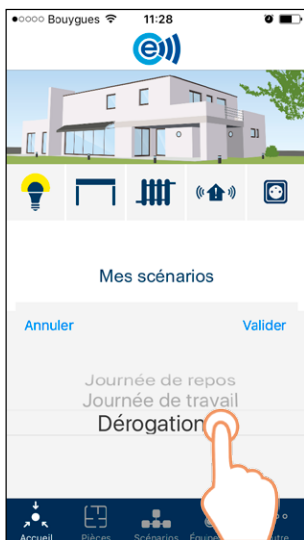 Bouygues 11:28
e
Mes scénarios
Annuler Valider
Journée de repos
Journée de travail
Dérogation
Accueil Pièces Scénarios